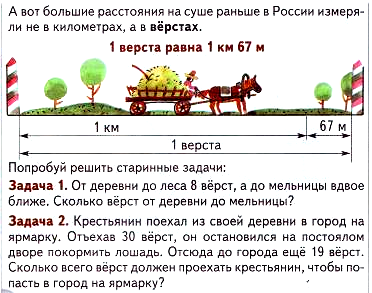 А вот большие расстояния на суше раньше в России измеря-
ли не в километрах, а в вёрстах.
1 верста равна 1 км 67 м
1 км
67 м
1 верста
Попробуй решить старинные задачи:
Задача 1. От деревни до леса 8 вёрст, а до мельницы вдвое
ближе. Сколько вёрст от деревни до мельницы?
Задача 2. Крестьянин поехал из своей деревни в город на
ярмарку. Отъехав 30 вёрст, он остановился на постоялом
дворе покормить лошадь. Отсюда до города ещё 19 вёрст.
Сколько всего вёрст должен проехать крестьянин, чтобы по-
пасть в город на ярмарку?